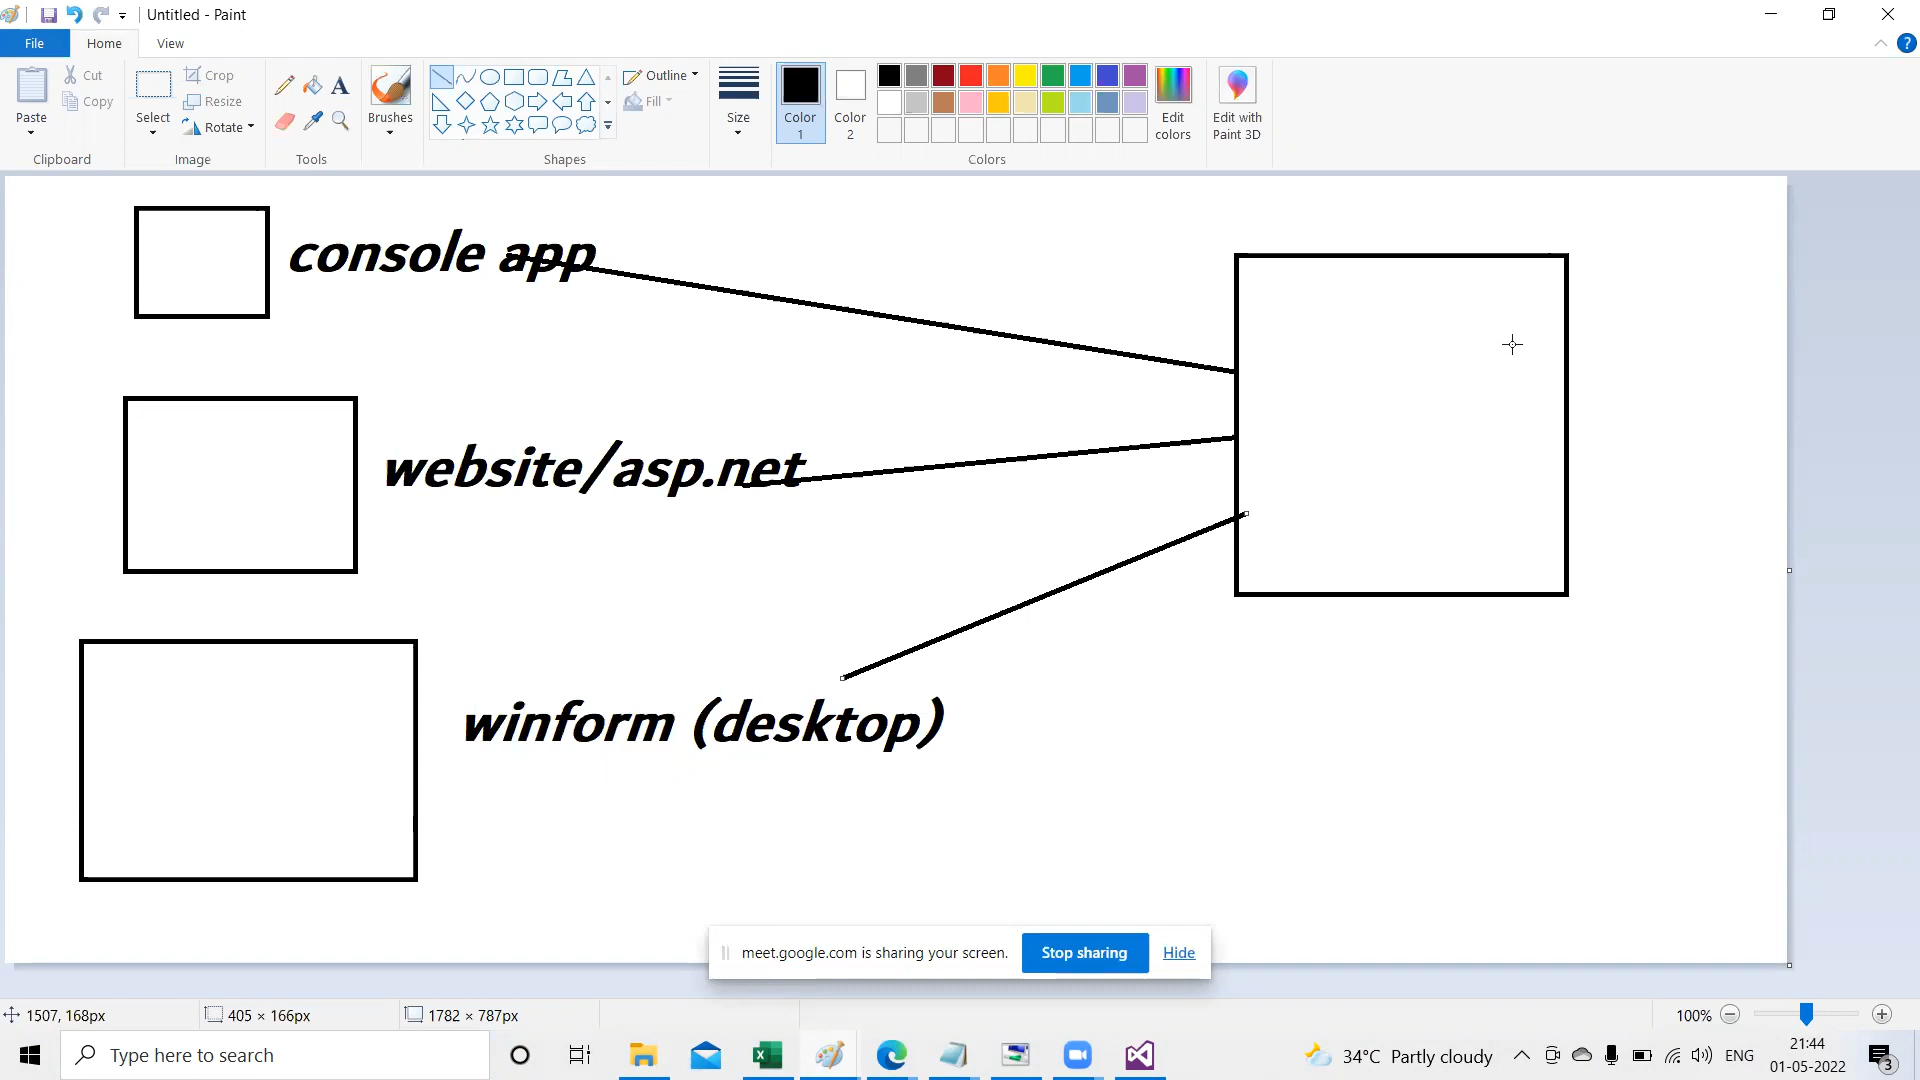 Untitled - Paint
File
Home
View
Paste
Cut
Copy
Clipboard
Select
Crop
Resize
Rotate
Image
Tools
Brushes
Outline
Fill
Shapes
Size
Color 1
Color 2
Edit colors
Colors
Edit with Paint 3D
console app
website/asp.net
winform (desktop)
meet.google.com is sharing your screen.
Stop sharing
Hide
1507, 168px
405 × 166px
1782 × 787px
100%
Type here to search
34°C Partly cloudy
ENG
21:44
01-05-2022
3